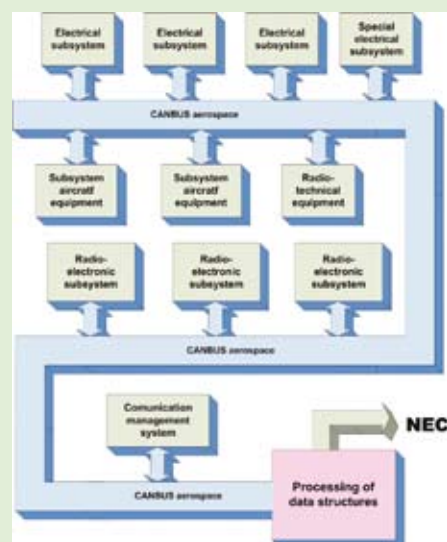 Electrical
subsystem
Electrical
subsystem
Electrical
subsystem
Special
electrical
subsystem
CANBUS aerospace
Subsystem
aircratf
equipment
Subsystem
aircratf
equipment
Radio-
technical
equipment
Radio-
electronic
subsystem
Radio-
electronic
subsystem
Radio-
electronic
subsystem
CANBUS aerospace
Comunication
management
system
NEC
CANBUS aerospace
Processing of
data structures